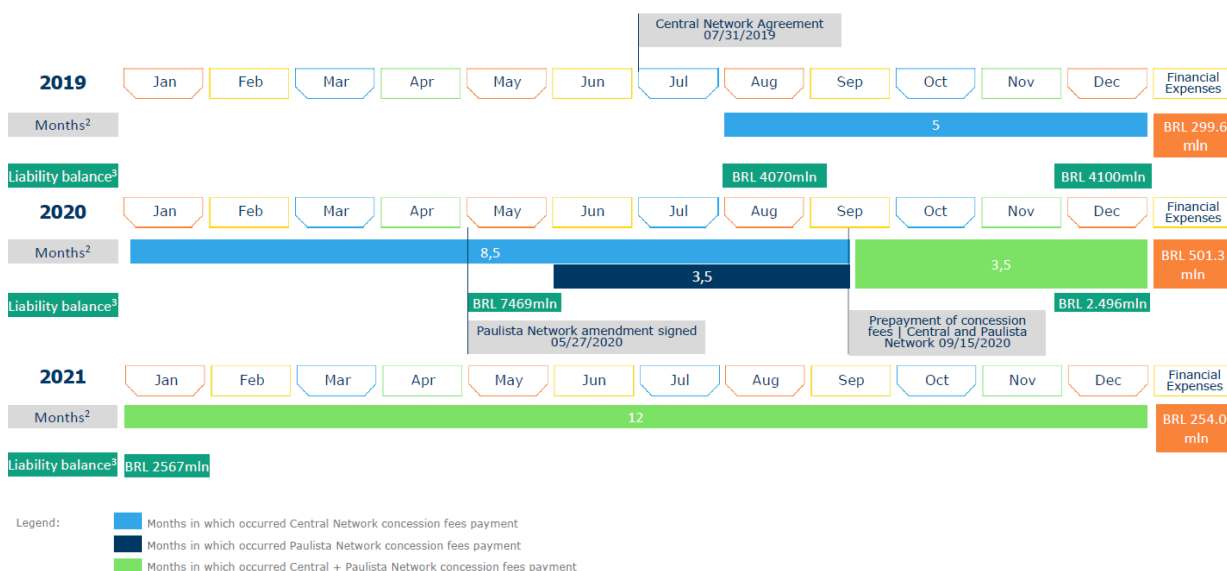 Central Network Agreement
07/31/2019
2019
Jan
Feb
Mar
Apr
May
Jun
Jul
Aug
Sep
Oct
Nov
Dec
Financial
Expenses
Months²
5
BRL 299.6
mln
Liability balance³
BRL 4070mln
BRL 4100mln
2020
Jan
Feb
Mar
Apr
May
Jun
Jul
Aug
Sep
Oct
Nov
Dec
Financial
Expenses
Months²
8,5
3,5
3,5
BRL 501.3
mln
Liability balance³
BRL 7469mln
BRL 2.496mln
Paulista Network amendment signed
05/27/2020
Prepayment of concession
fees | Central and Paulista
Network 09/15/2020
2021
Jan
Feb
Mar
Apr
May
Jun
Jul
Aug
Sep
Oct
Nov
Dec
Financial
Expenses
Months²
12
BRL 254.0
mln
Liability balance³
BRL 2567mln
Legend:
Months in which occurred Central Network concession fees payment
Months in which occurred Paulista Network concession fees payment
Months in which occurred Central + Paulista Network concession fees payment